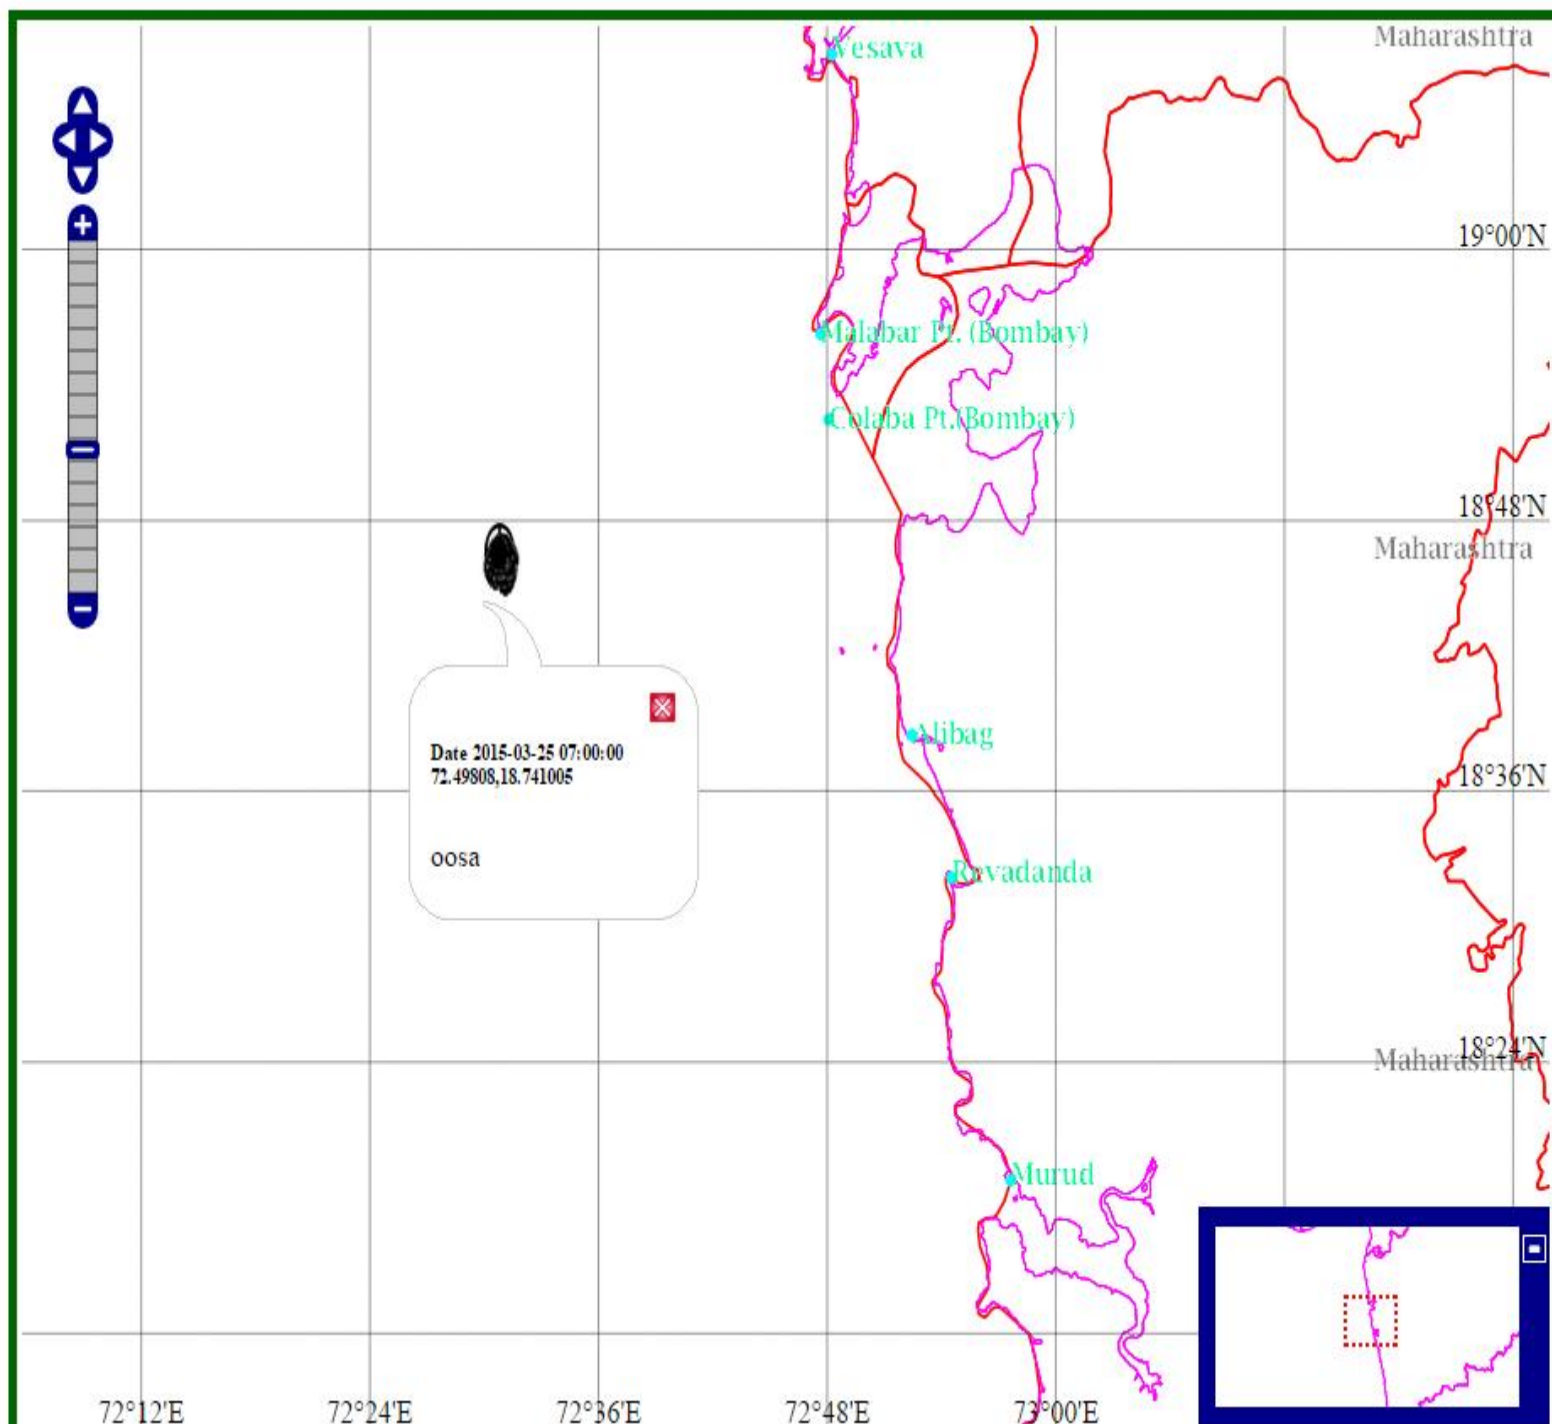 Maharashtra
Vesava
19°00'N
Malabar Pt. (Bombay)
Colaba Pt.(Bombay)
18°48'N
Maharashtra
Alibag
Date 2015-03-25 07:00:00
72.49808,18.741005
18°36'N
oosa
Revadanda
18°24'N
Maharashtra
Murud
72°12'E 72°24'E 72°36'E 72°48'E 73°00'E